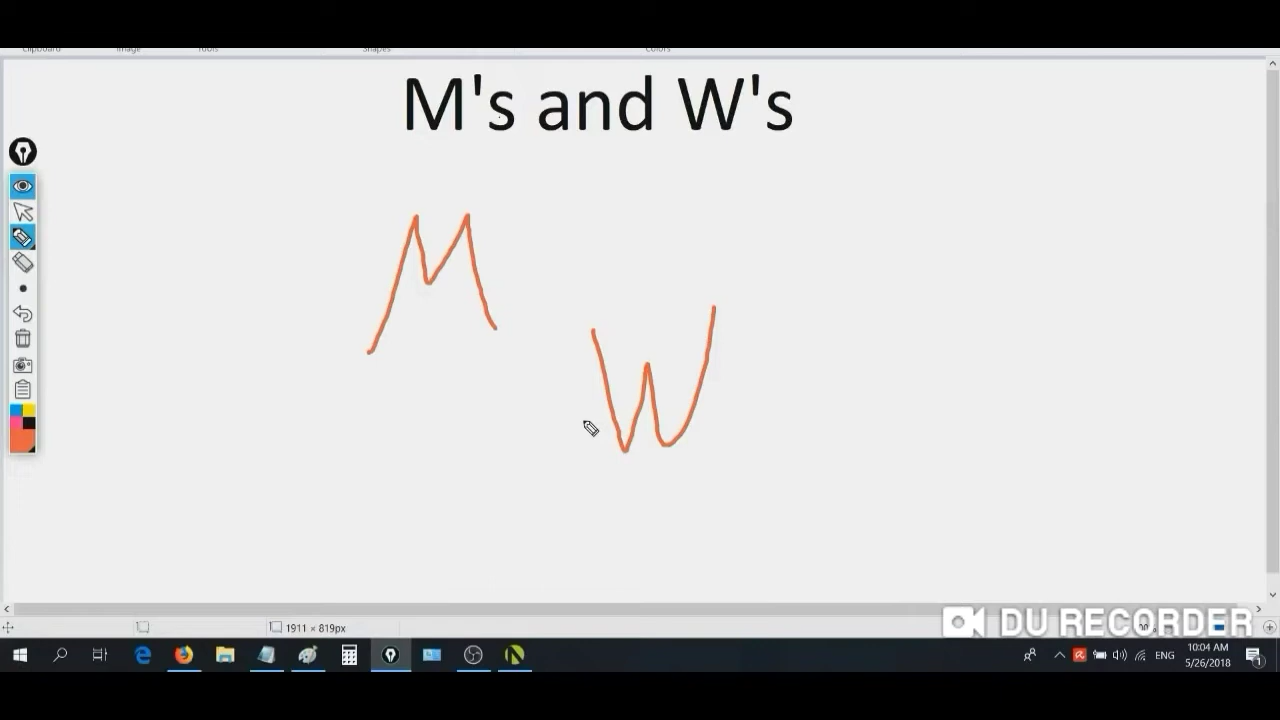 M's and W's
M
W
1911 × 819px
DU RECORDER
ENG
10:04 AM
5/26/2018